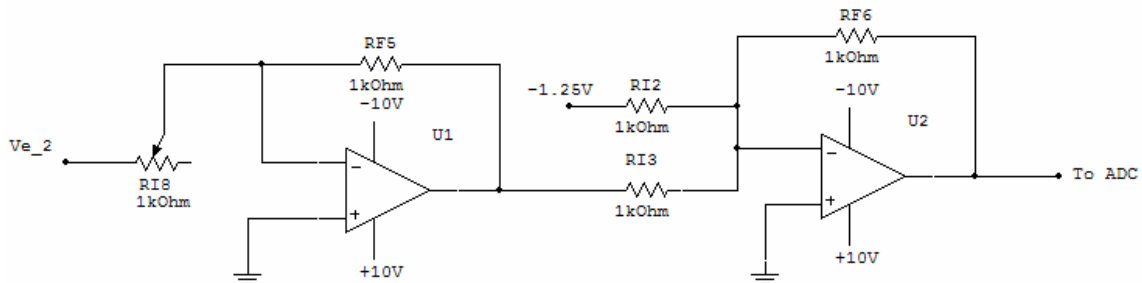 RF5
1kOhm
-10V
U1
Ve_2
RI8
1kOhm
+10V
-1.25V
RI2
1kOhm
RI3
1kOhm
RF6
1kOhm
-10V
U2
To ADC
+10V